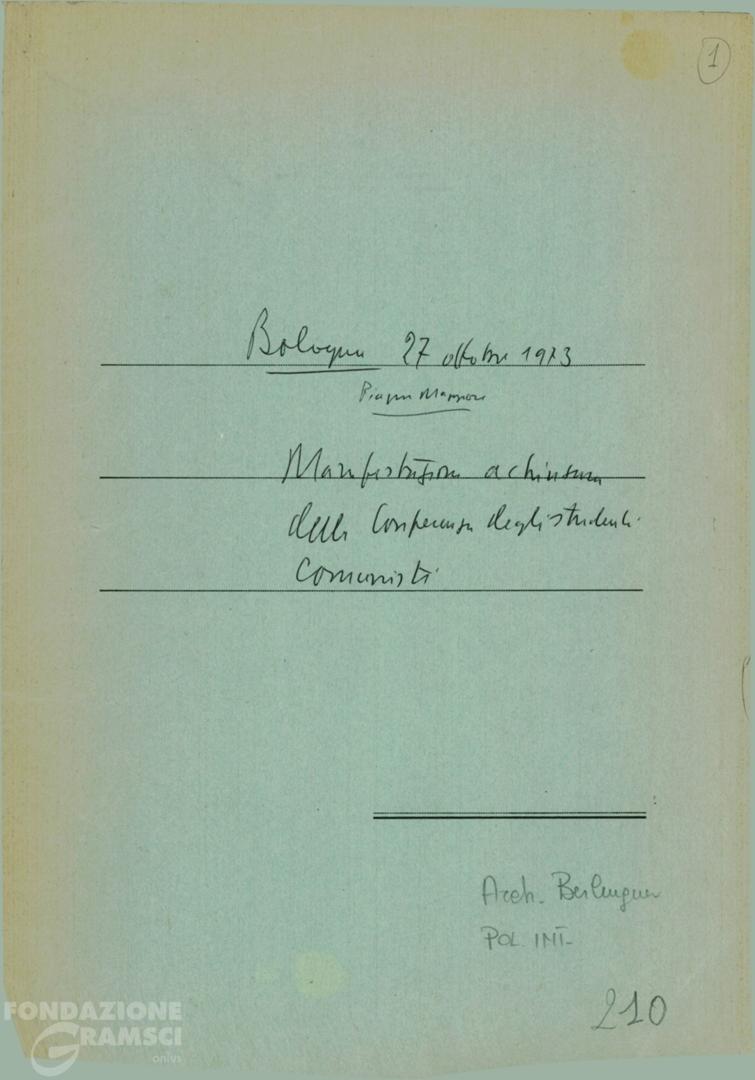 1
Bologna 27 ottobre 1973
Piazza Maggiore
Manifestazione a chiusura
della Conferenza degli studenti
Comunisti
Arch. Berlinguer
POL. INT.
210
FONDAZIONE
GRAMSCI
onlus